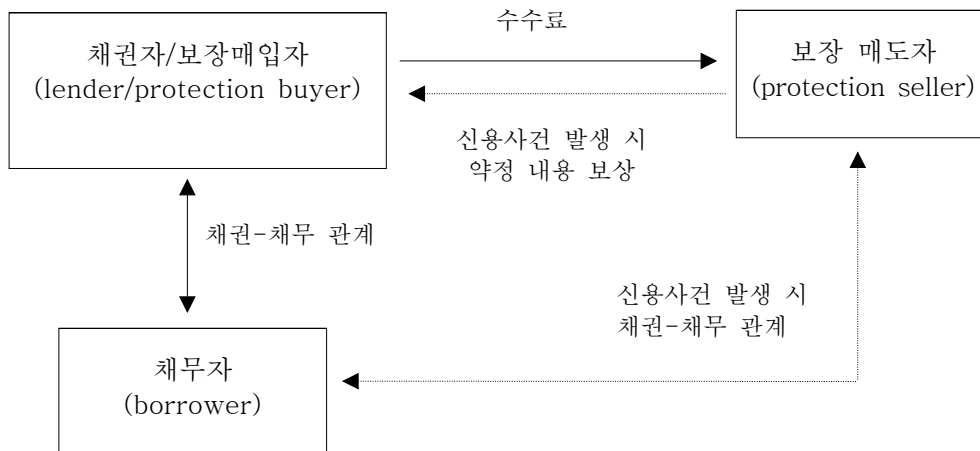 수수료
채권자/보장매입자
(lender/protection buyer)
보장 매도자
(protection seller)
신용사건 발생 시
약정 내용 보상
채권-채무 관계
신용사건 발생 시
채권-채무 관계
채무자
(borrower)